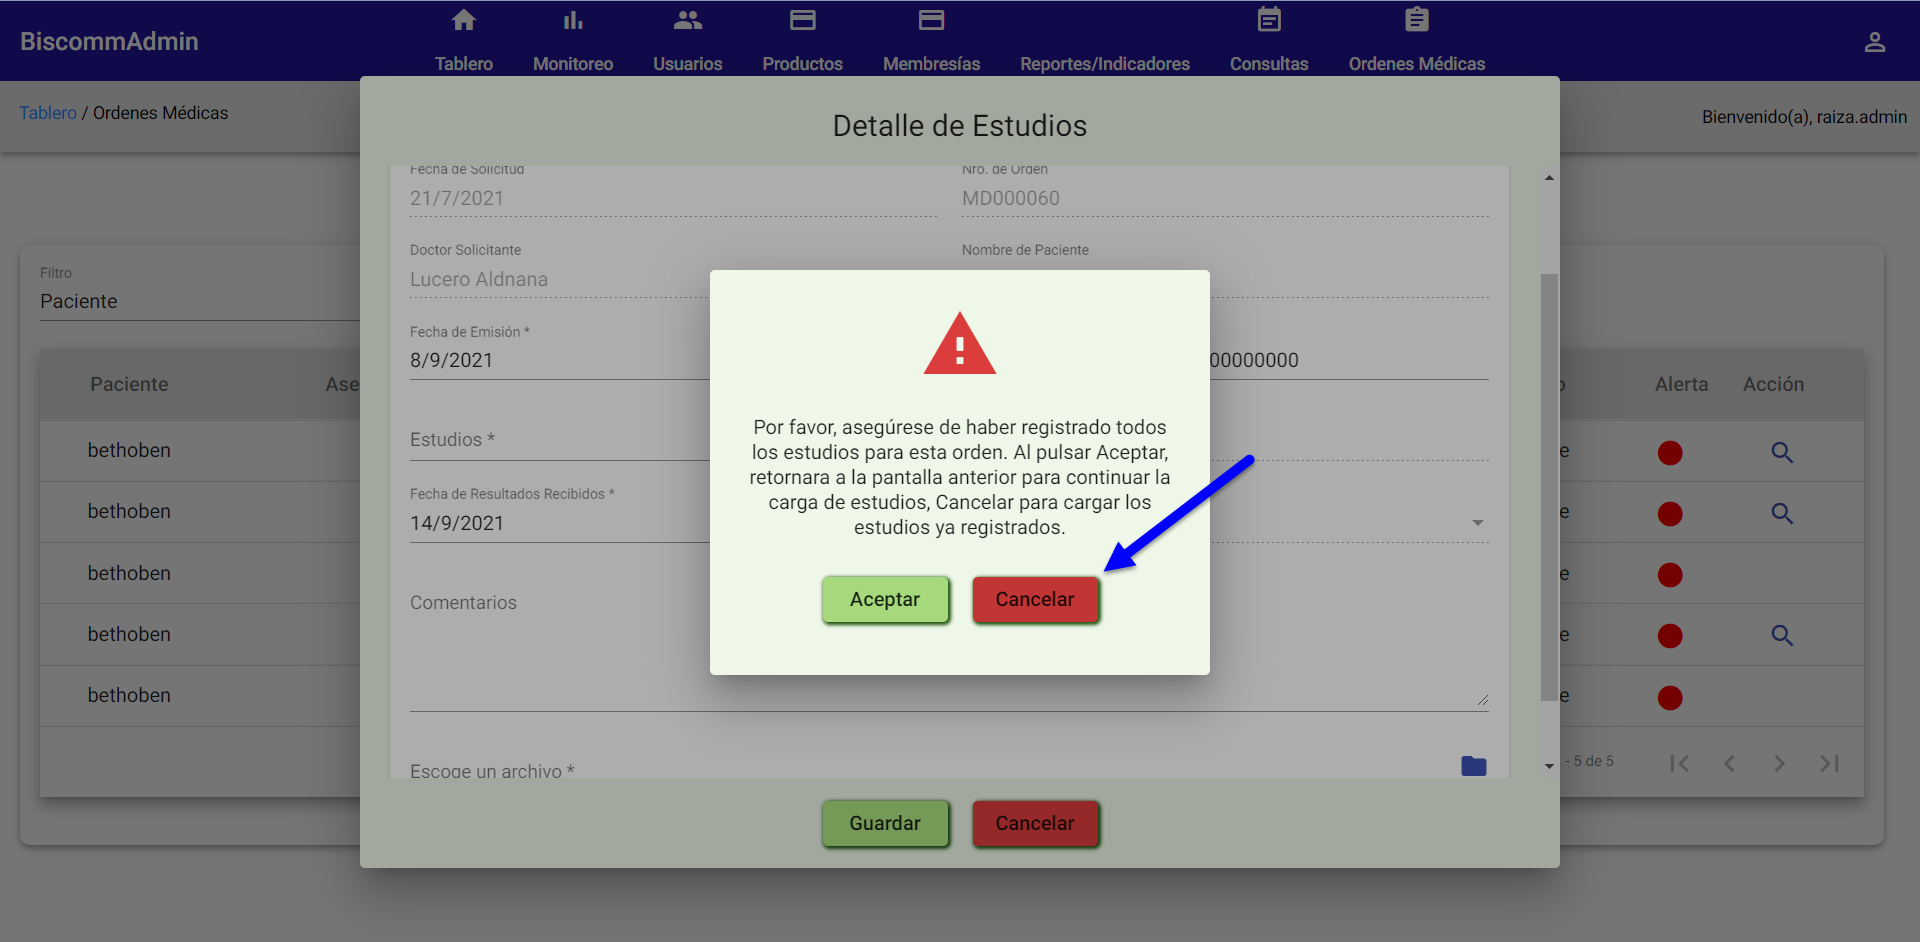 BiscommAdmin
Tablero
Monitoreo
Usuarios
Productos
Membresías
Reportes/Indicadores
Consultas
Ordenes Médicas
Tablero / Ordenes Médicas
Bienvenido(a), raiza.admin
Detalle de Estudios
Fecha de Solicitud
Nro. de Orden
21/7/2021
MD000060
Doctor Solicitante
Nombre de Paciente
Lucero Aldnana
Filtro
Paciente
Fecha de Emisión *
8/9/2021
00000000
Paciente
Ase
o
Alerta
Acción
Estudios *
Fecha de Resultados Recibidos *
14/9/2021
Comentarios
Escoge un archivo *
bethoben
e
bethoben
e
bethoben
e
bethoben
e
bethoben
e
- 5 de 5
Por favor, asegúrese de haber registrado todos
los estudios para esta orden. Al pulsar Aceptar,
retornara a la pantalla anterior para continuar la
carga de estudios, Cancelar para cargar los
estudios ya registrados.
Aceptar
Cancelar
Guardar
Cancelar